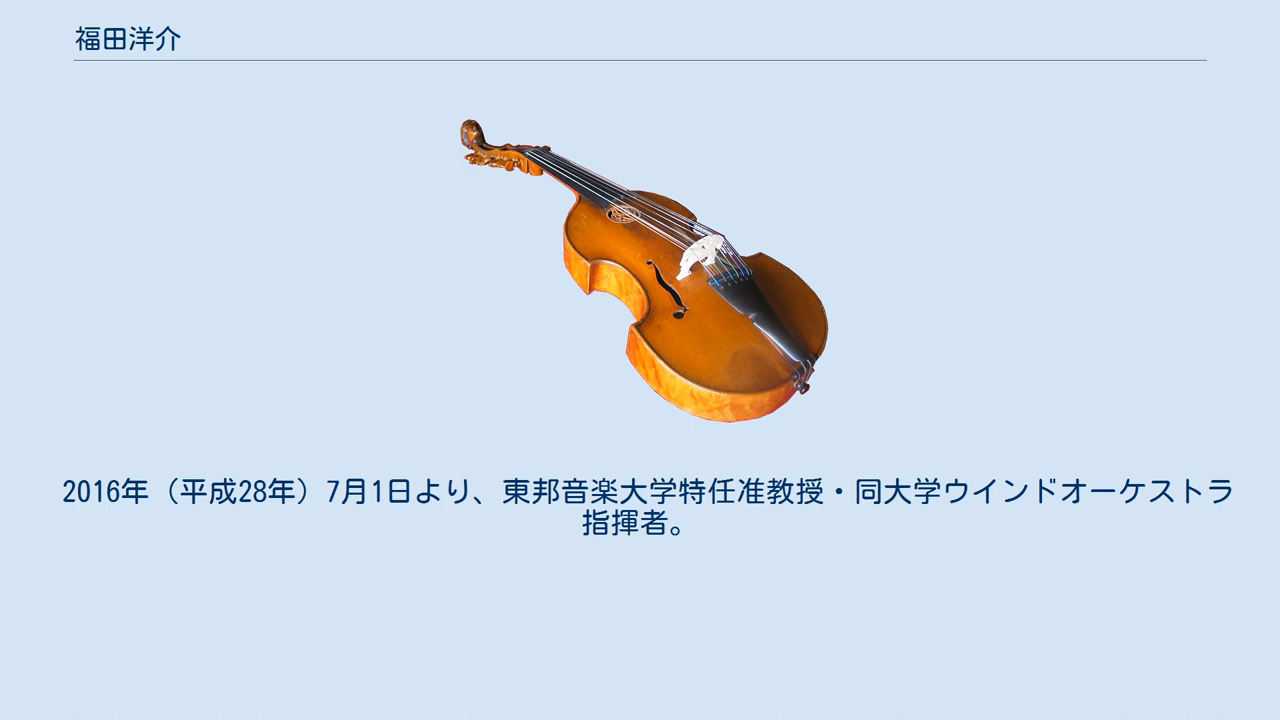 福田洋介
2016年（平成28年）7月1日より、東邦音楽大学特任准教授・同大学ウインドオーケストラ
指揮者。